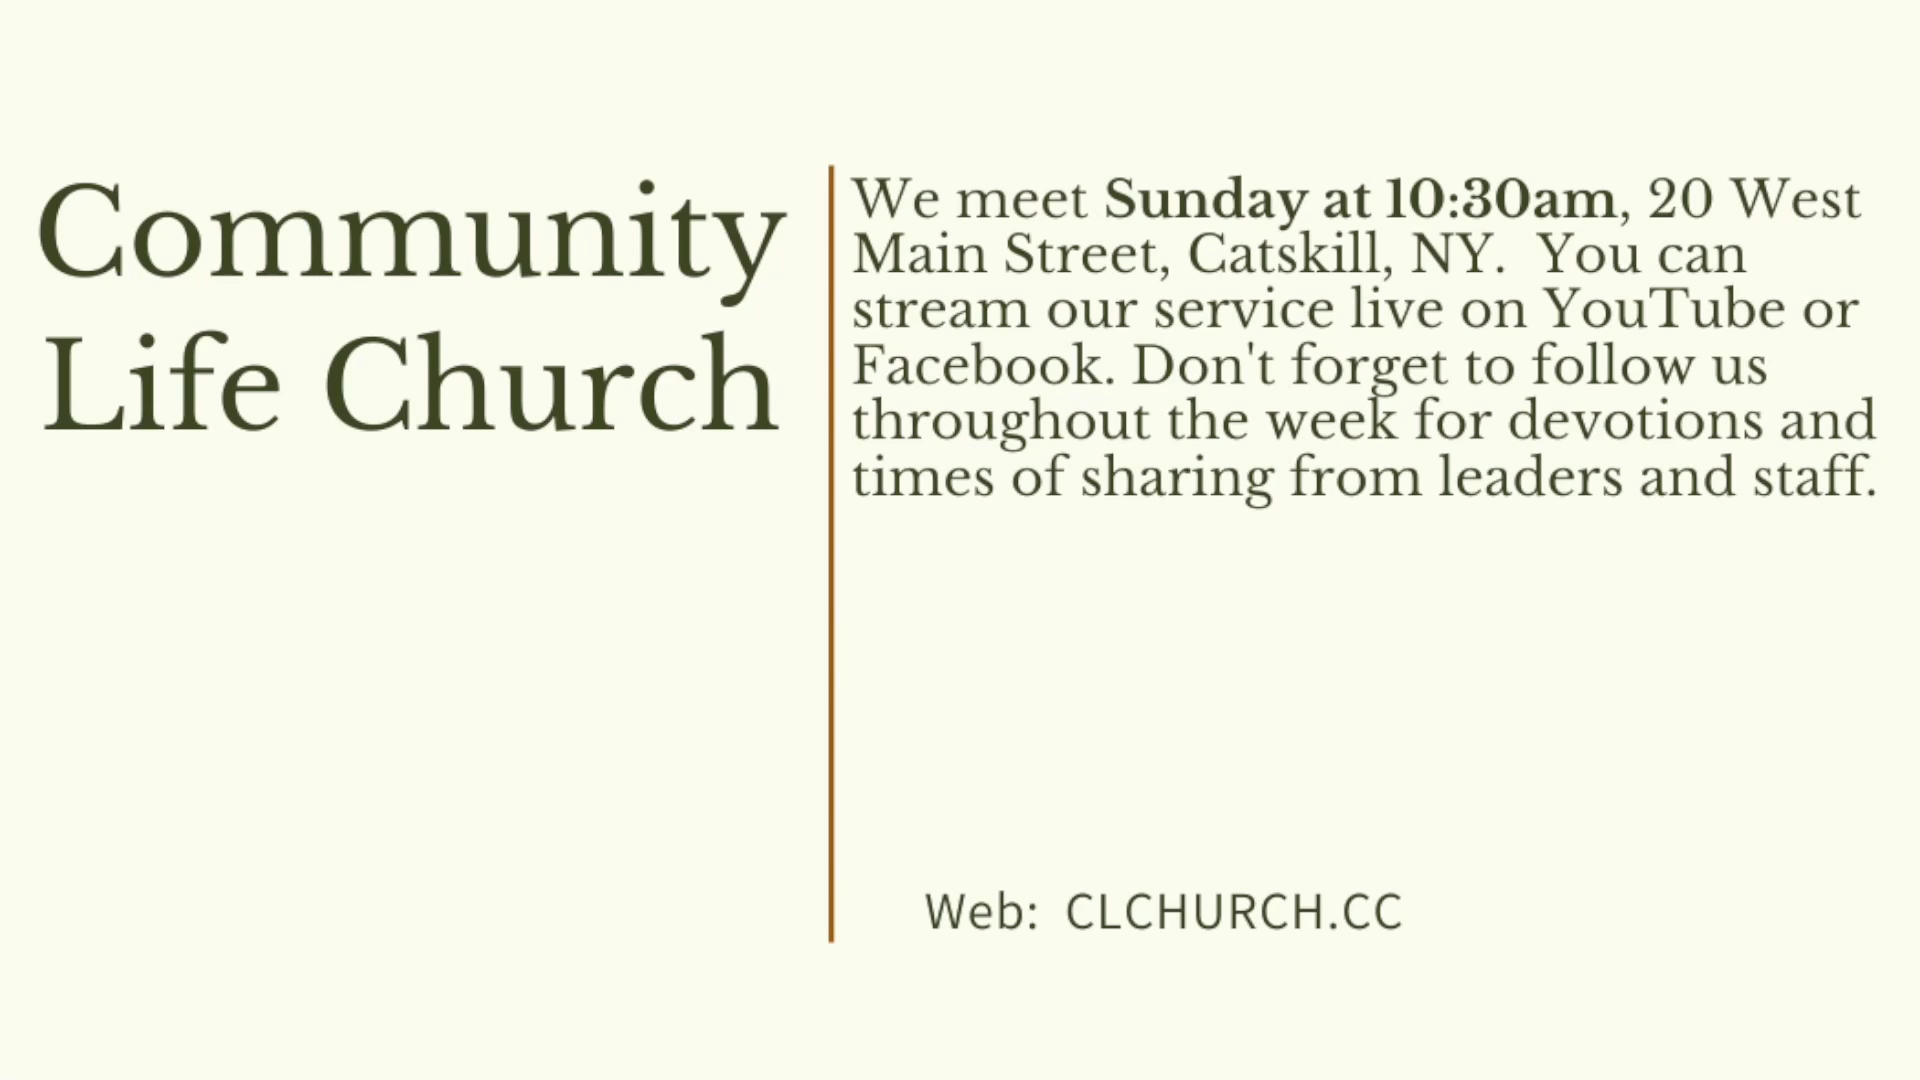 Community
Life Church
We meet Sunday at 10:30am, 20 West
Main Street, Catskill, NY.  You can
stream our service live on YouTube or
Facebook. Don't forget to follow us
throughout the week for devotions and
times of sharing from leaders and staff.
Web:  CLCHURCH.CC